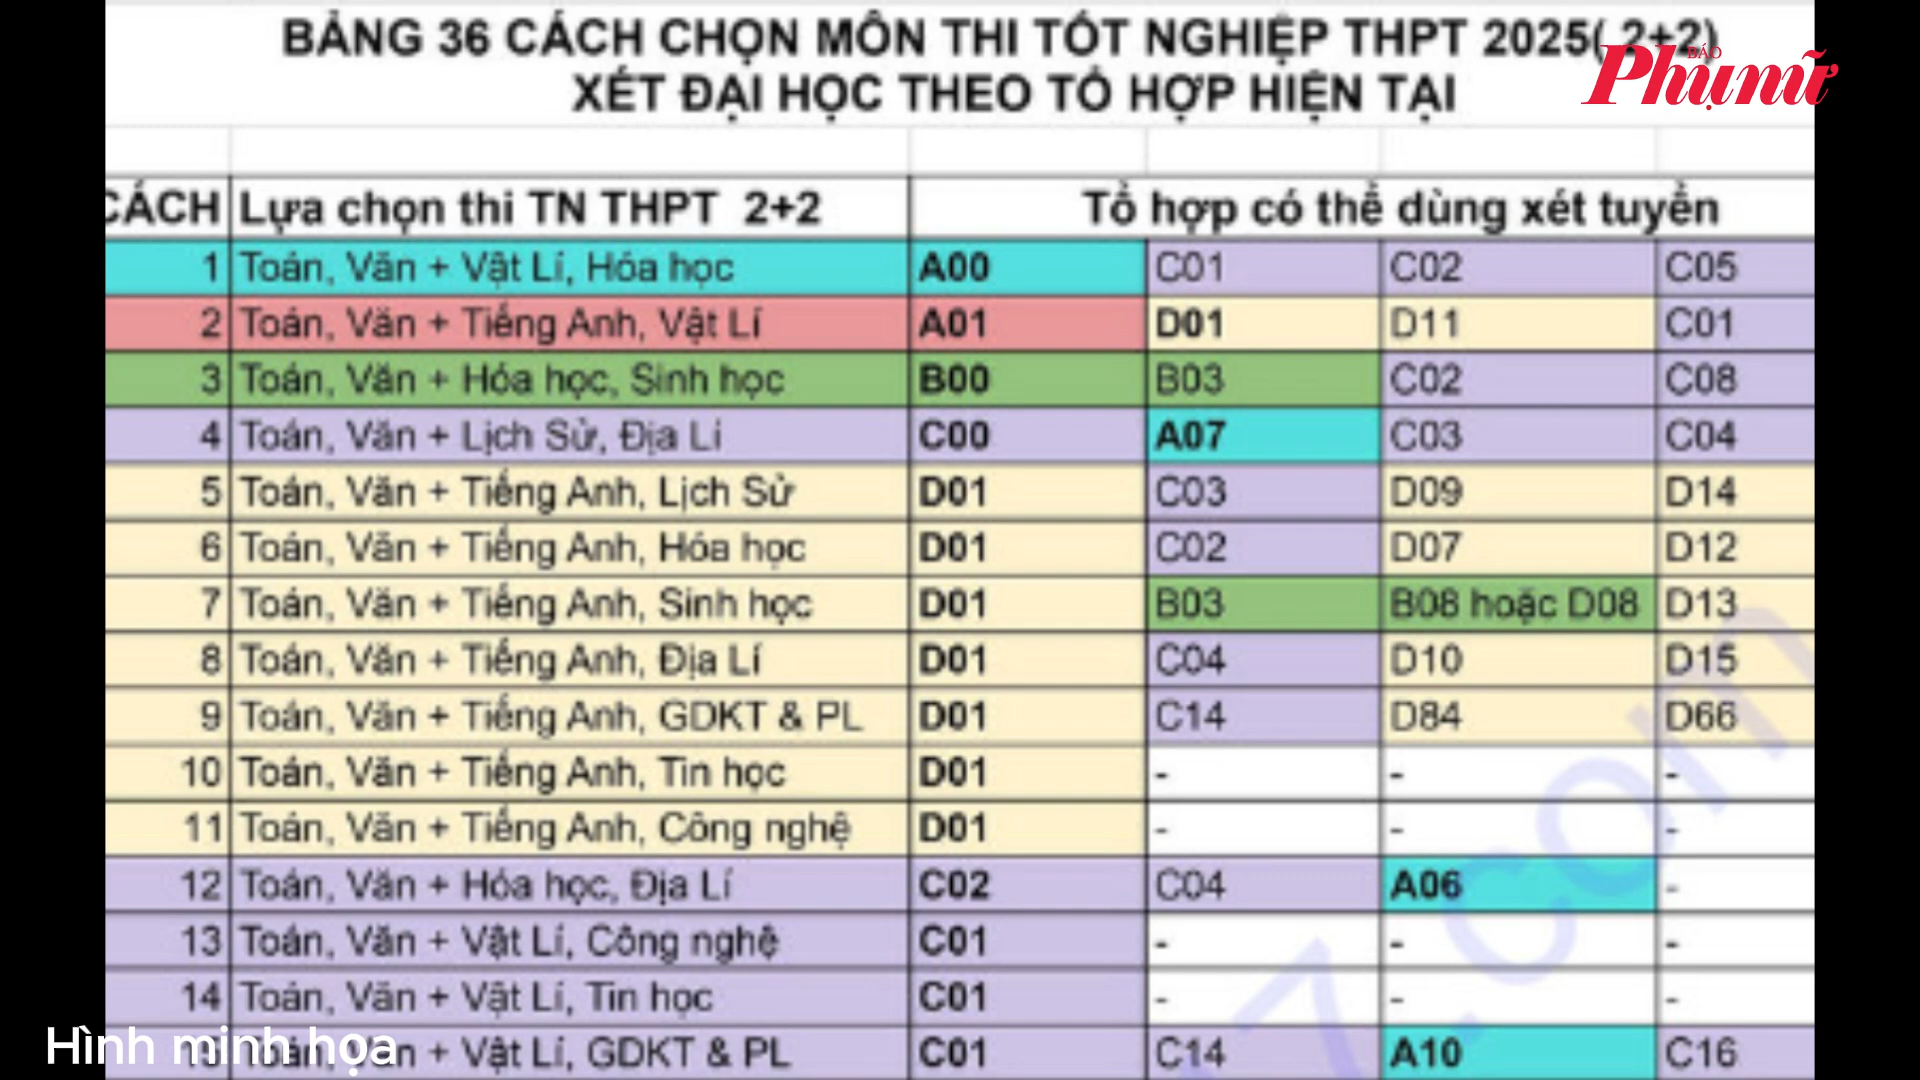 BẢNG 36 CÁCH CHỌN MÔN THI TỐT NGHIỆP THPT 2025( 2+2)
XÉT ĐẠI HỌC THEO TỔ HỢP HIỆN TẠI
BÁO
Phụ nữ
CÁCH Lựa chọn thi TN THPT 2+2 Tổ hợp có thể dùng xét tuyển
1 Toán, Văn + Vật Lí, Hóa học A00 C01 C02 C05
2 Toán, Văn + Tiếng Anh, Vật Lí A01 D01 D11 C01
3 Toán, Văn + Hóa học, Sinh học B00 B03 C02 C08
4 Toán, Văn + Lịch Sử, Địa Lí C00 A07 C03 C04
5 Toán, Văn + Tiếng Anh, Lịch Sử D01 C03 D09 D14
6 Toán, Văn + Tiếng Anh, Hóa học D01 C02 D07 D12
7 Toán, Văn + Tiếng Anh, Sinh học D01 B03 B08 hoặc D08 D13
8 Toán, Văn + Tiếng Anh, Địa Lí D01 C04 D10 D15
9 Toán, Văn + Tiếng Anh, GDKT & PL D01 C14 D84 D66
10 Toán, Văn + Tiếng Anh, Tin học D01 - - -
11 Toán, Văn + Tiếng Anh, Công nghệ D01 - - -
12 Toán, Văn + Hóa học, Địa Lí C02 C04 A06 -
13 Toán, Văn + Vật Lí, Công nghệ C01 - - -
14 Toán, Văn + Vật Lí, Tin học C01 - - -
15 Toán, Văn + Vật Lí, GDKT & PL C01 C14 A10 C16
Hình minh họa
7.com